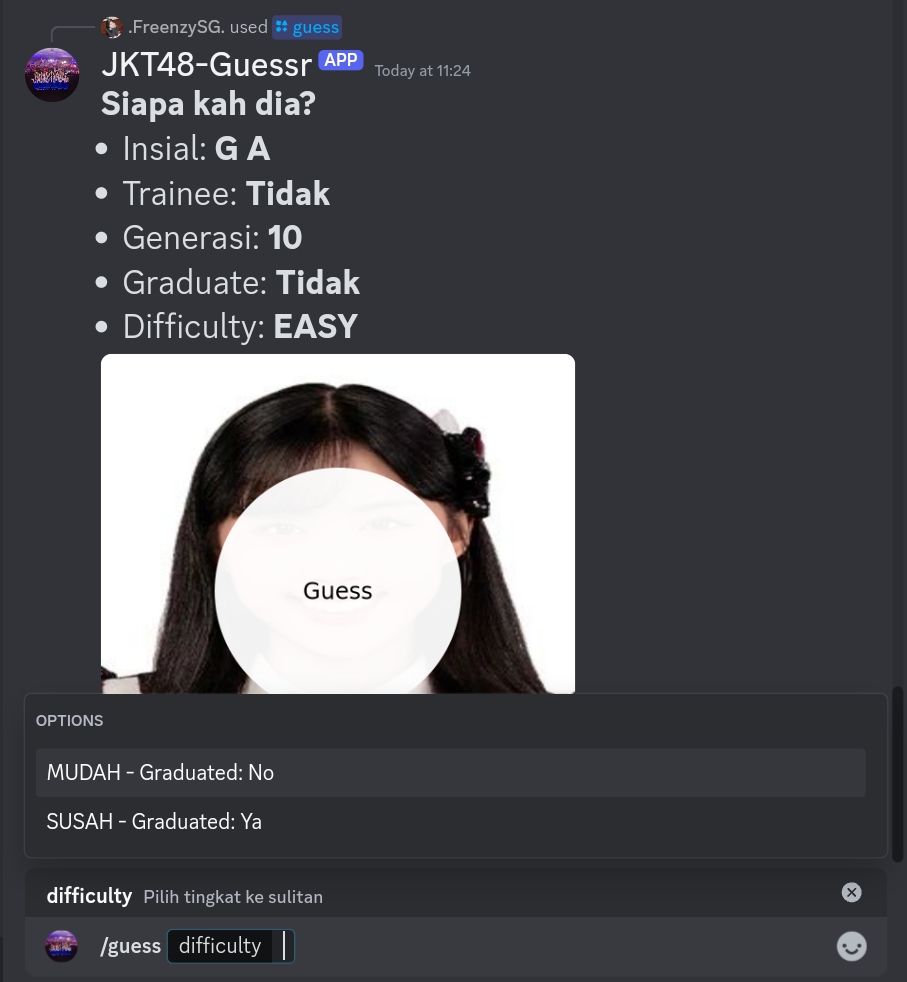 .FreenzySG. used guess
JKT48-Guessr APP Today at 11:24
Siapa kah dia?
• Insial: G A
• Trainee: Tidak
• Generasi: 10
• Graduate: Tidak
• Difficulty: EASY
Guess
OPTIONS
MUDAH - Graduated: No
SUSAH - Graduated: Ya
difficulty Pilih tingkat ke sulitan
/guess difficulty